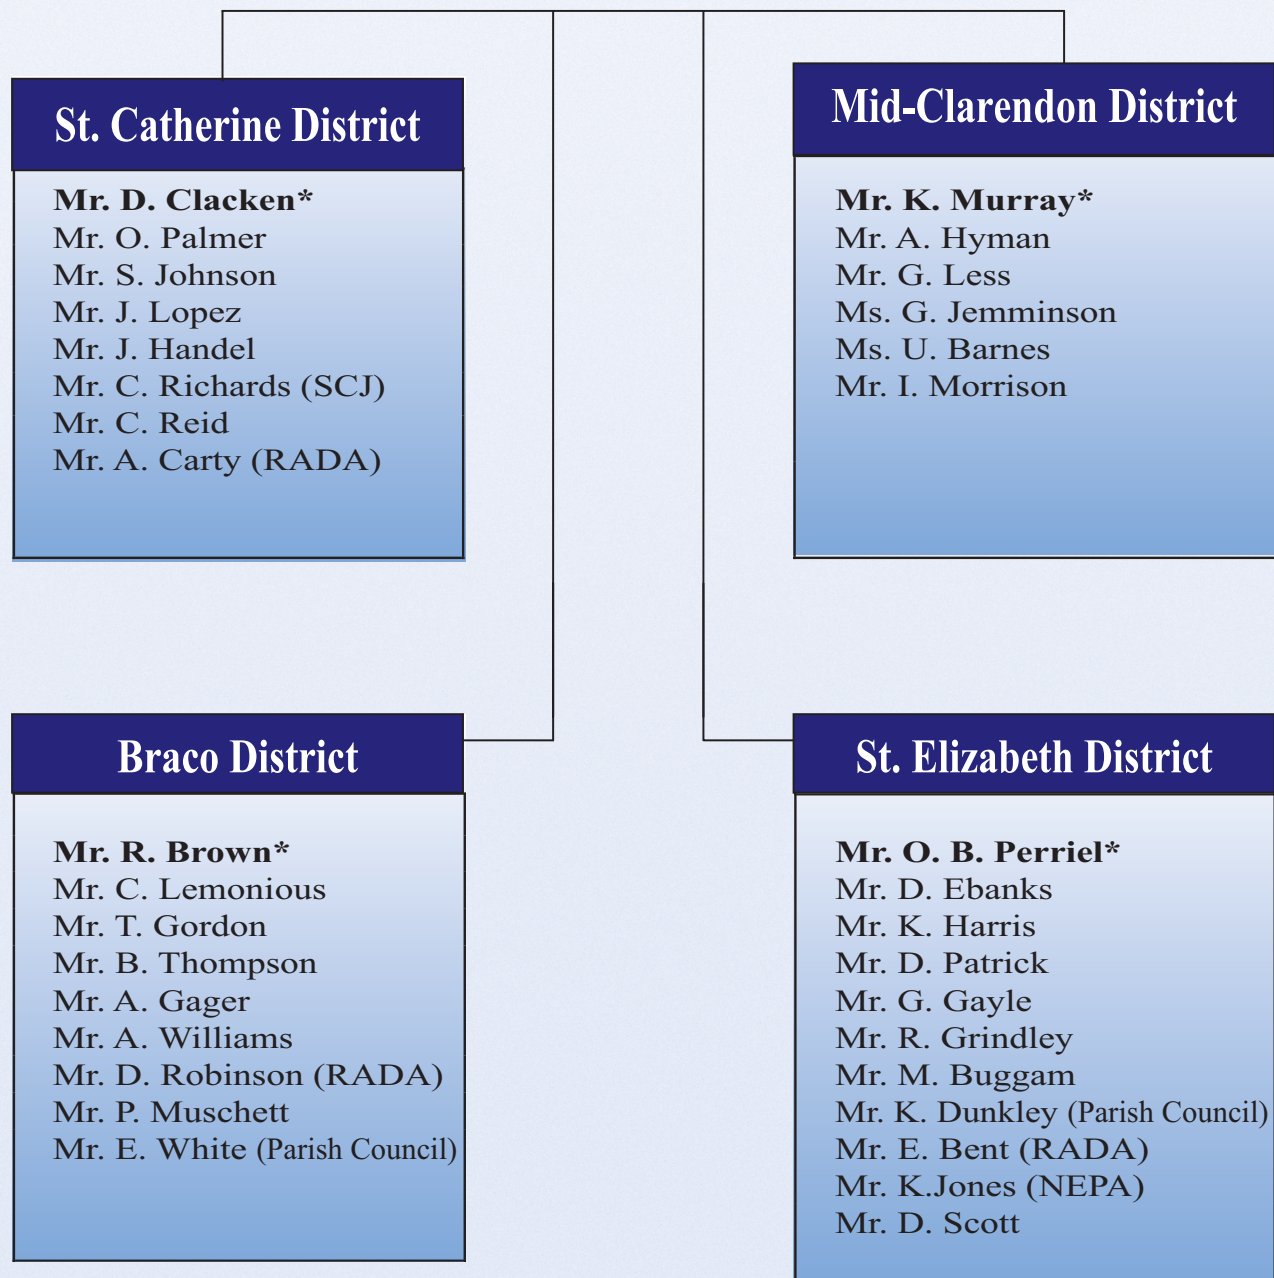 St. Catherine District
Mr. D. Clacken*
Mr. O. Palmer
Mr. S. Johnson
Mr. J. Lopez
Mr. J. Handel
Mr. C. Richards (SCJ)
Mr. C. Reid
Mr. A. Carty (RADA)
Mid-Clarendon District
Mr. K. Murray*
Mr. A. Hyman
Mr. G. Less
Ms. G. Jemminson
Ms. U. Barnes
Mr. I. Morrison
Braco District
Mr. R. Brown*
Mr. C. Lemonious
Mr. T. Gordon
Mr. B. Thompson
Mr. A. Gager
Mr. A. Williams
Mr. D. Robinson (RADA)
Mr. P. Muschett
Mr. E. White (Parish Council)
St. Elizabeth District
Mr. O. B. Perriel*
Mr. D. Ebanks
Mr. K. Harris
Mr. D. Patrick
Mr. G. Gayle
Mr. R. Grindley
Mr. M. Buggam
Mr. K. Dunkley (Parish Council)
Mr. E. Bent (RADA)
Mr. K.Jones (NEPA)
Mr. D. Scott